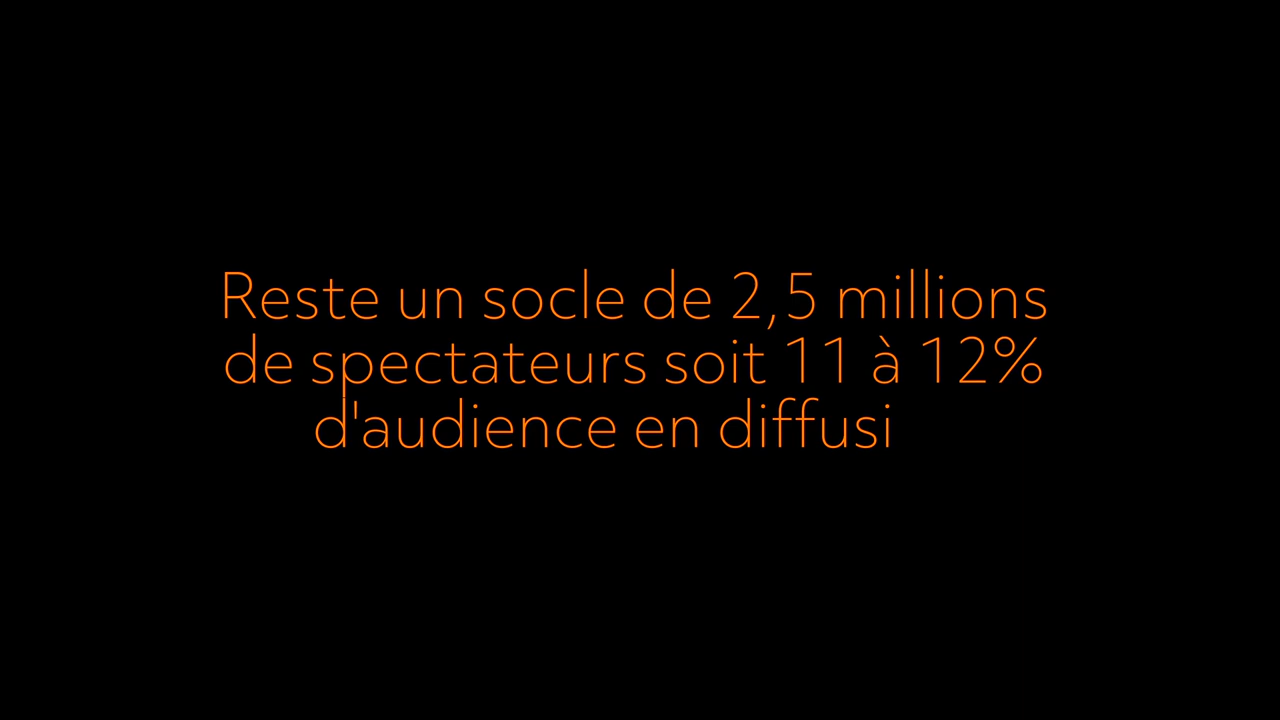 Reste un socle de 2,5 millions
de spectateurs soit 11 à 12%
d'audience en diffusi